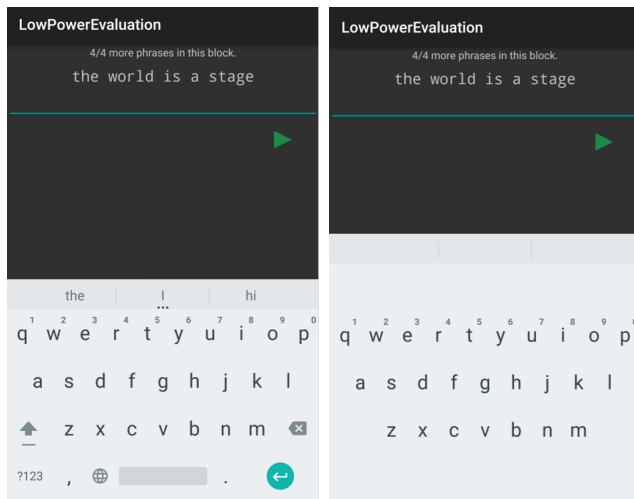 LowPowerEvaluation
4/4 more phrases in this block.
the world is a stage
the I hi
1 2 3 4 5 6 7 8 9 0
q w e r t y u i o p
a s d f g h j k l
z x c v b n m
?123 , .
LowPowerEvaluation
4/4 more phrases in this block.
the world is a stage
1 2 3 4 5 6 7 8 9 0
q w e r t y u i o p
a s d f g h j k l
z x c v b n m